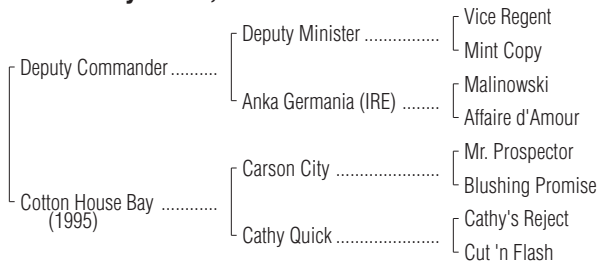 Vice Regent
Deputy Minister ................
Mint Copy
Deputy Commander ..........
Malinowski
Anka Germania (IRE) ........
Affaire d'Amour
Mr. Prospector
Carson City ......................
Blushing Promise
Cotton House Bay ............
(1995)
Cathy's Reject
Cathy Quick ......................
Cut 'n Flash